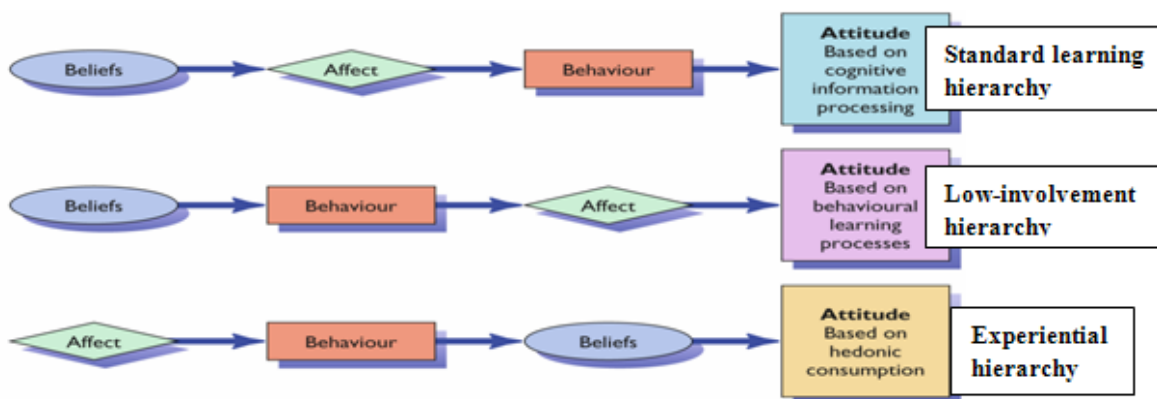 Beliefs
Affect
Behaviour
Attitude
Based on
cognitive
information
processing
Standard learning
hierarchy
Beliefs
Behaviour
Affect
Attitude
Based on
behavioural
learning
processes
Low-involvement
hierarchy
Affect
Behaviour
Beliefs
Attitude
Based on
hedonic
consumption
Experiential
hierarchy